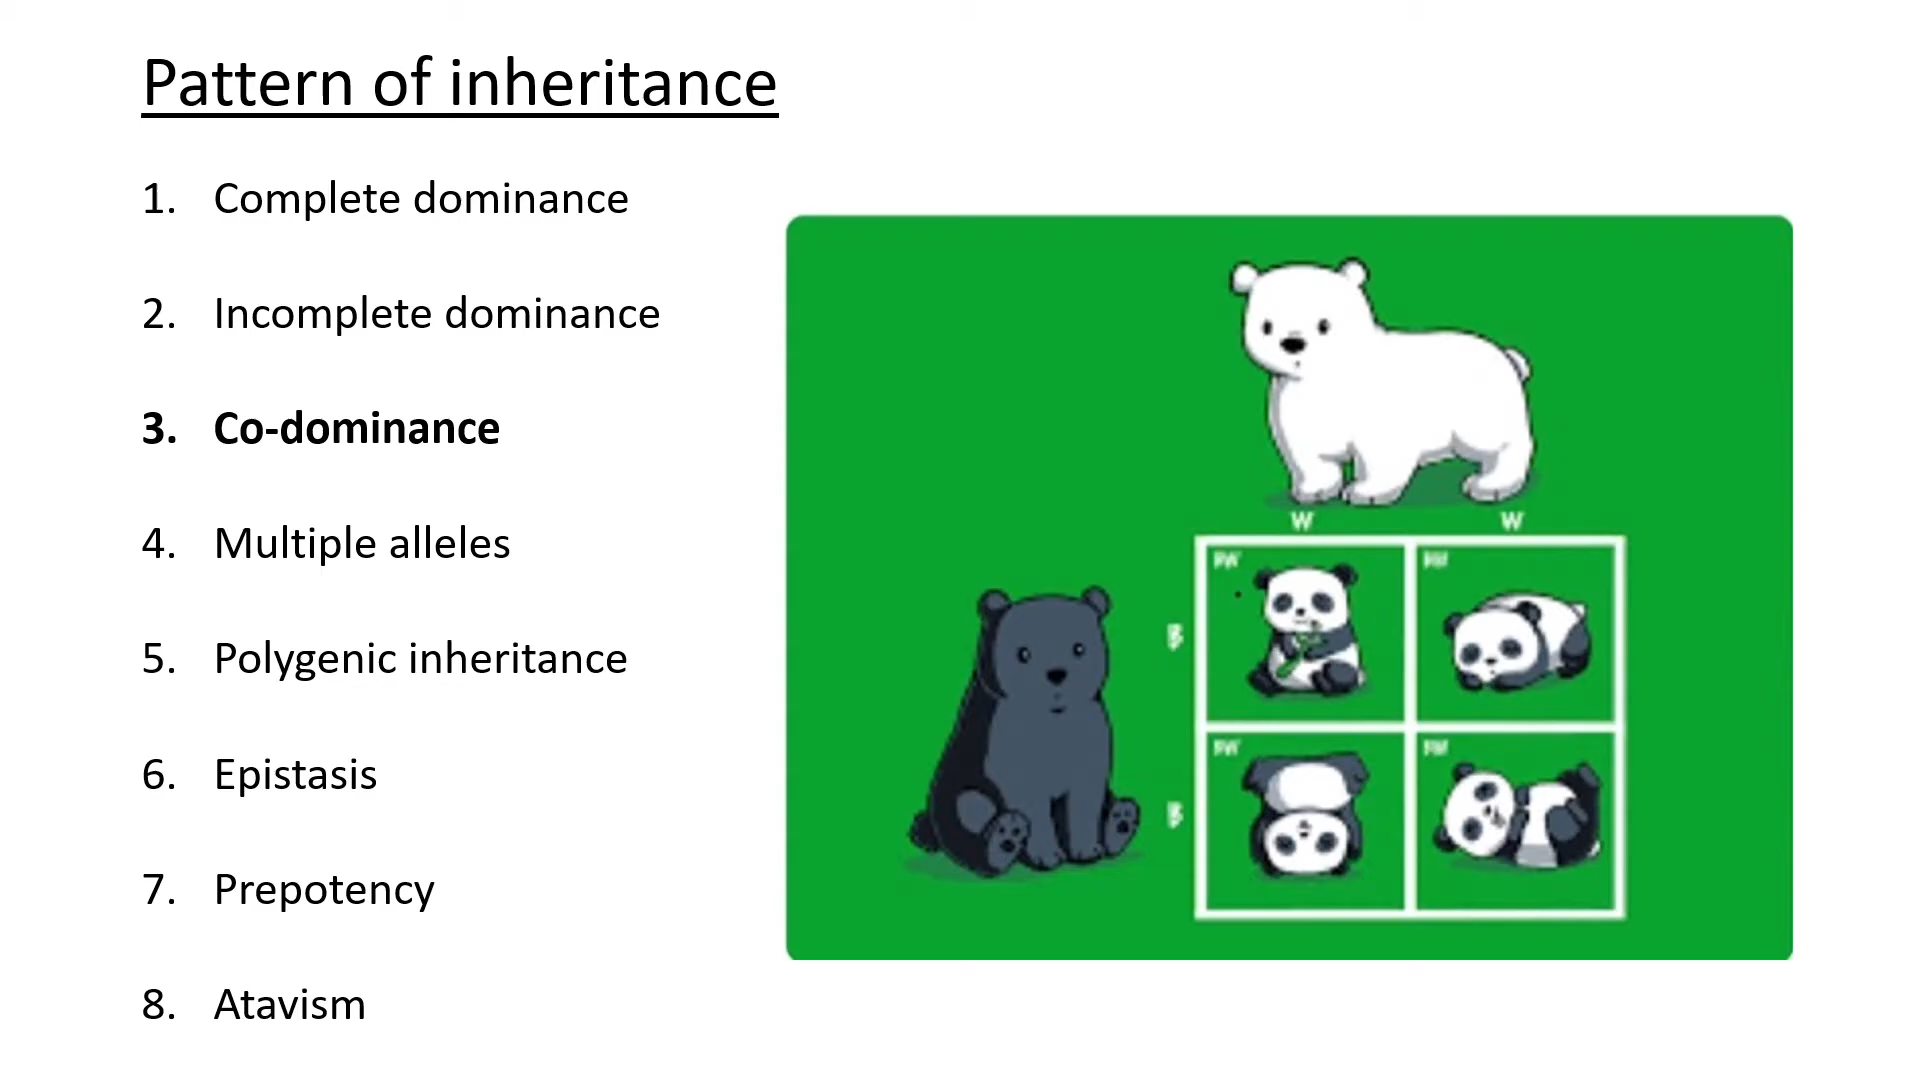 Pattern of inheritance
1. Complete dominance
2. Incomplete dominance
3. Co-dominance
4. Multiple alleles
5. Polygenic inheritance
6. Epistasis
7. Prepotency
8. Atavism
W W
B
B